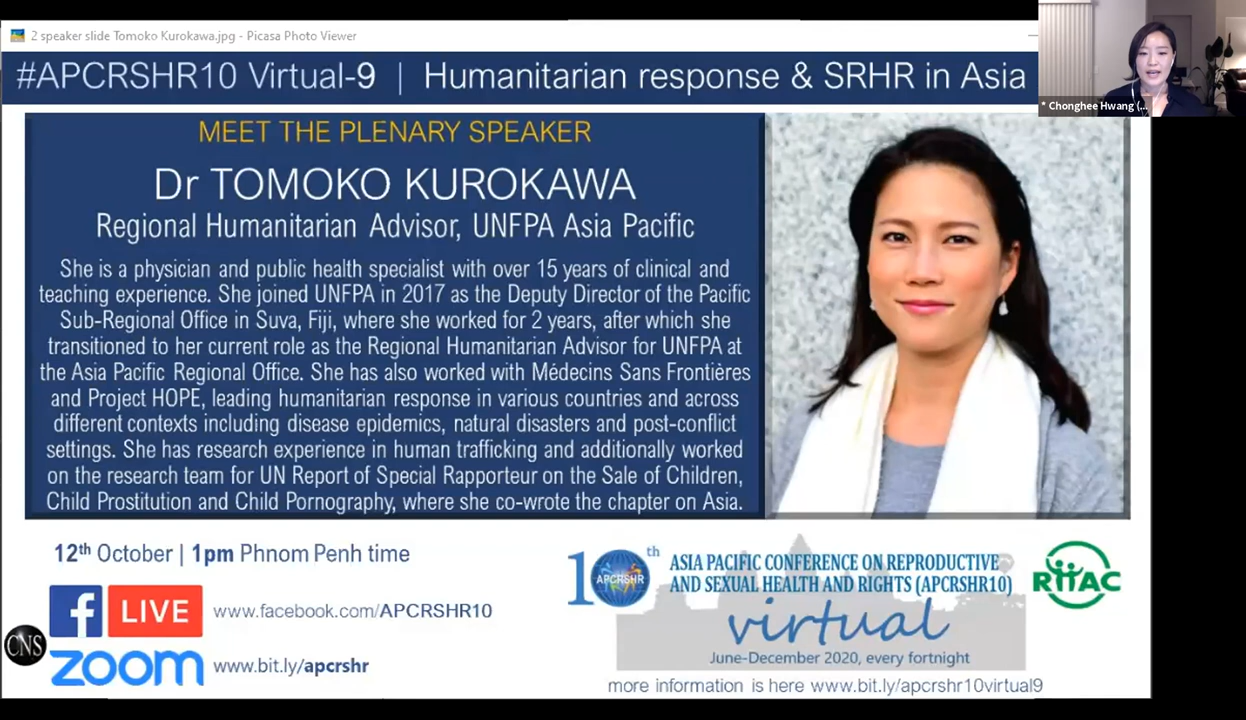 2 speaker slide Tomoko Kurokawa.jpg - Picasa Photo Viewer
#APCRSHR10 Virtual-9 | Humanitarian response & SRHR in Asia
* Chonghee Hwang (...
MEET THE PLENARY SPEAKER
Dr TOMOKO KUROKAWA
Regional Humanitarian Advisor, UNFPA Asia Pacific
She is a physician and public health specialist with over 15 years of clinical and
teaching experience. She joined UNFPA in 2017 as the Deputy Director of the Pacific
Sub-Regional Office in Suva, Fiji, where she worked for 2 years, after which she
transitioned to her current role as the Regional Humanitarian Advisor for UNFPA at
the Asia Pacific Regional Office. She has also worked with Médecins Sans Frontières
and Project HOPE, leading humanitarian response in various countries and across
different contexts including disease epidemics, natural disasters and post-conflict
settings. She has research experience in human trafficking and additionally worked
on the research team for UN Report of Special Rapporteur on the Sale of Children,
Child Prostitution and Child Pornography, where she co-wrote the chapter on Asia.
12th October | 1pm Phnom Penh time
f LIVE www.facebook.com/APCRSHR10
CNS
zoom www.bit.ly/apcrshr
10th
APCRSHR
ASIA PACIFIC CONFERENCE ON REPRODUCTIVE
AND SEXUAL HEALTH AND RIGHTS (APCRSHR10)
virtual
June-December 2020, every fortnight
RHAC
more information is here www.bit.ly/apcrshr10virtual9